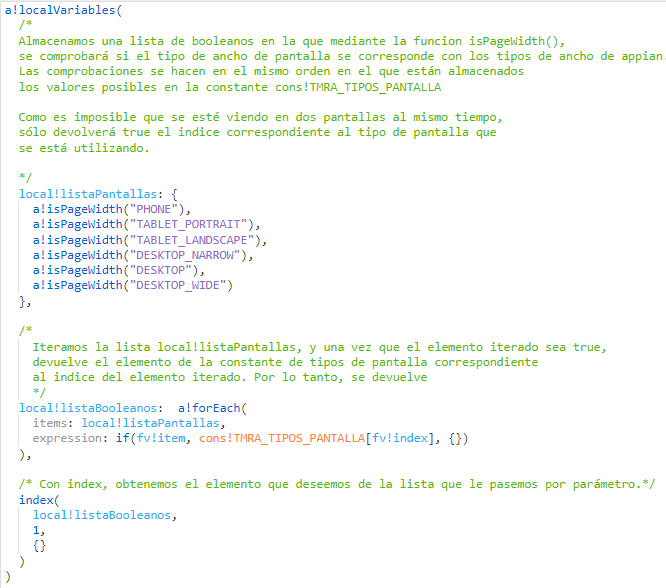 a!localVariables(
/*
Almacenamos una lista de booleanos en la que mediante la funcion isPageWidth(),
se comprobará si el tipo de ancho de pantalla se corresponde con los tipos de ancho de appian.
Las comprobaciones se hacen en el mismo orden en el que están almacenados
los valores posibles en la constante cons!TMRA_TIPOS_PANTALLA
Como es imposible que se esté viendo en dos pantallas al mismo tiempo,
sólo devolverá true el indice correspondiente al tipo de pantalla que
se está utilizando.
*/
local!listaPantallas: {
a!isPageWidth("PHONE"),
a!isPageWidth("TABLET_PORTRAIT"),
a!isPageWidth("TABLET_LANDSCAPE"),
a!isPageWidth("DESKTOP_NARROW"),
a!isPageWidth("DESKTOP"),
a!isPageWidth("DESKTOP_WIDE")
},
/*
Iteramos la lista local!listaPantallas, y una vez que el elemento iterado sea true,
devuelve el elemento de la constante de tipos de pantalla correspondiente
al indice del elemento iterado. Por lo tanto, se devuelve
*/
local!listaBooleanos: a!forEach(
items: local!listaPantallas,
expression: if(fv!item, cons!TMRA_TIPOS_PANTALLA[fv!index], {})
),
/* Con index, obtenemos el elemento que deseemos de la lista que le pasemos por parámetro.*/
index(
local!listaBooleanos,
1,
{}
)
)